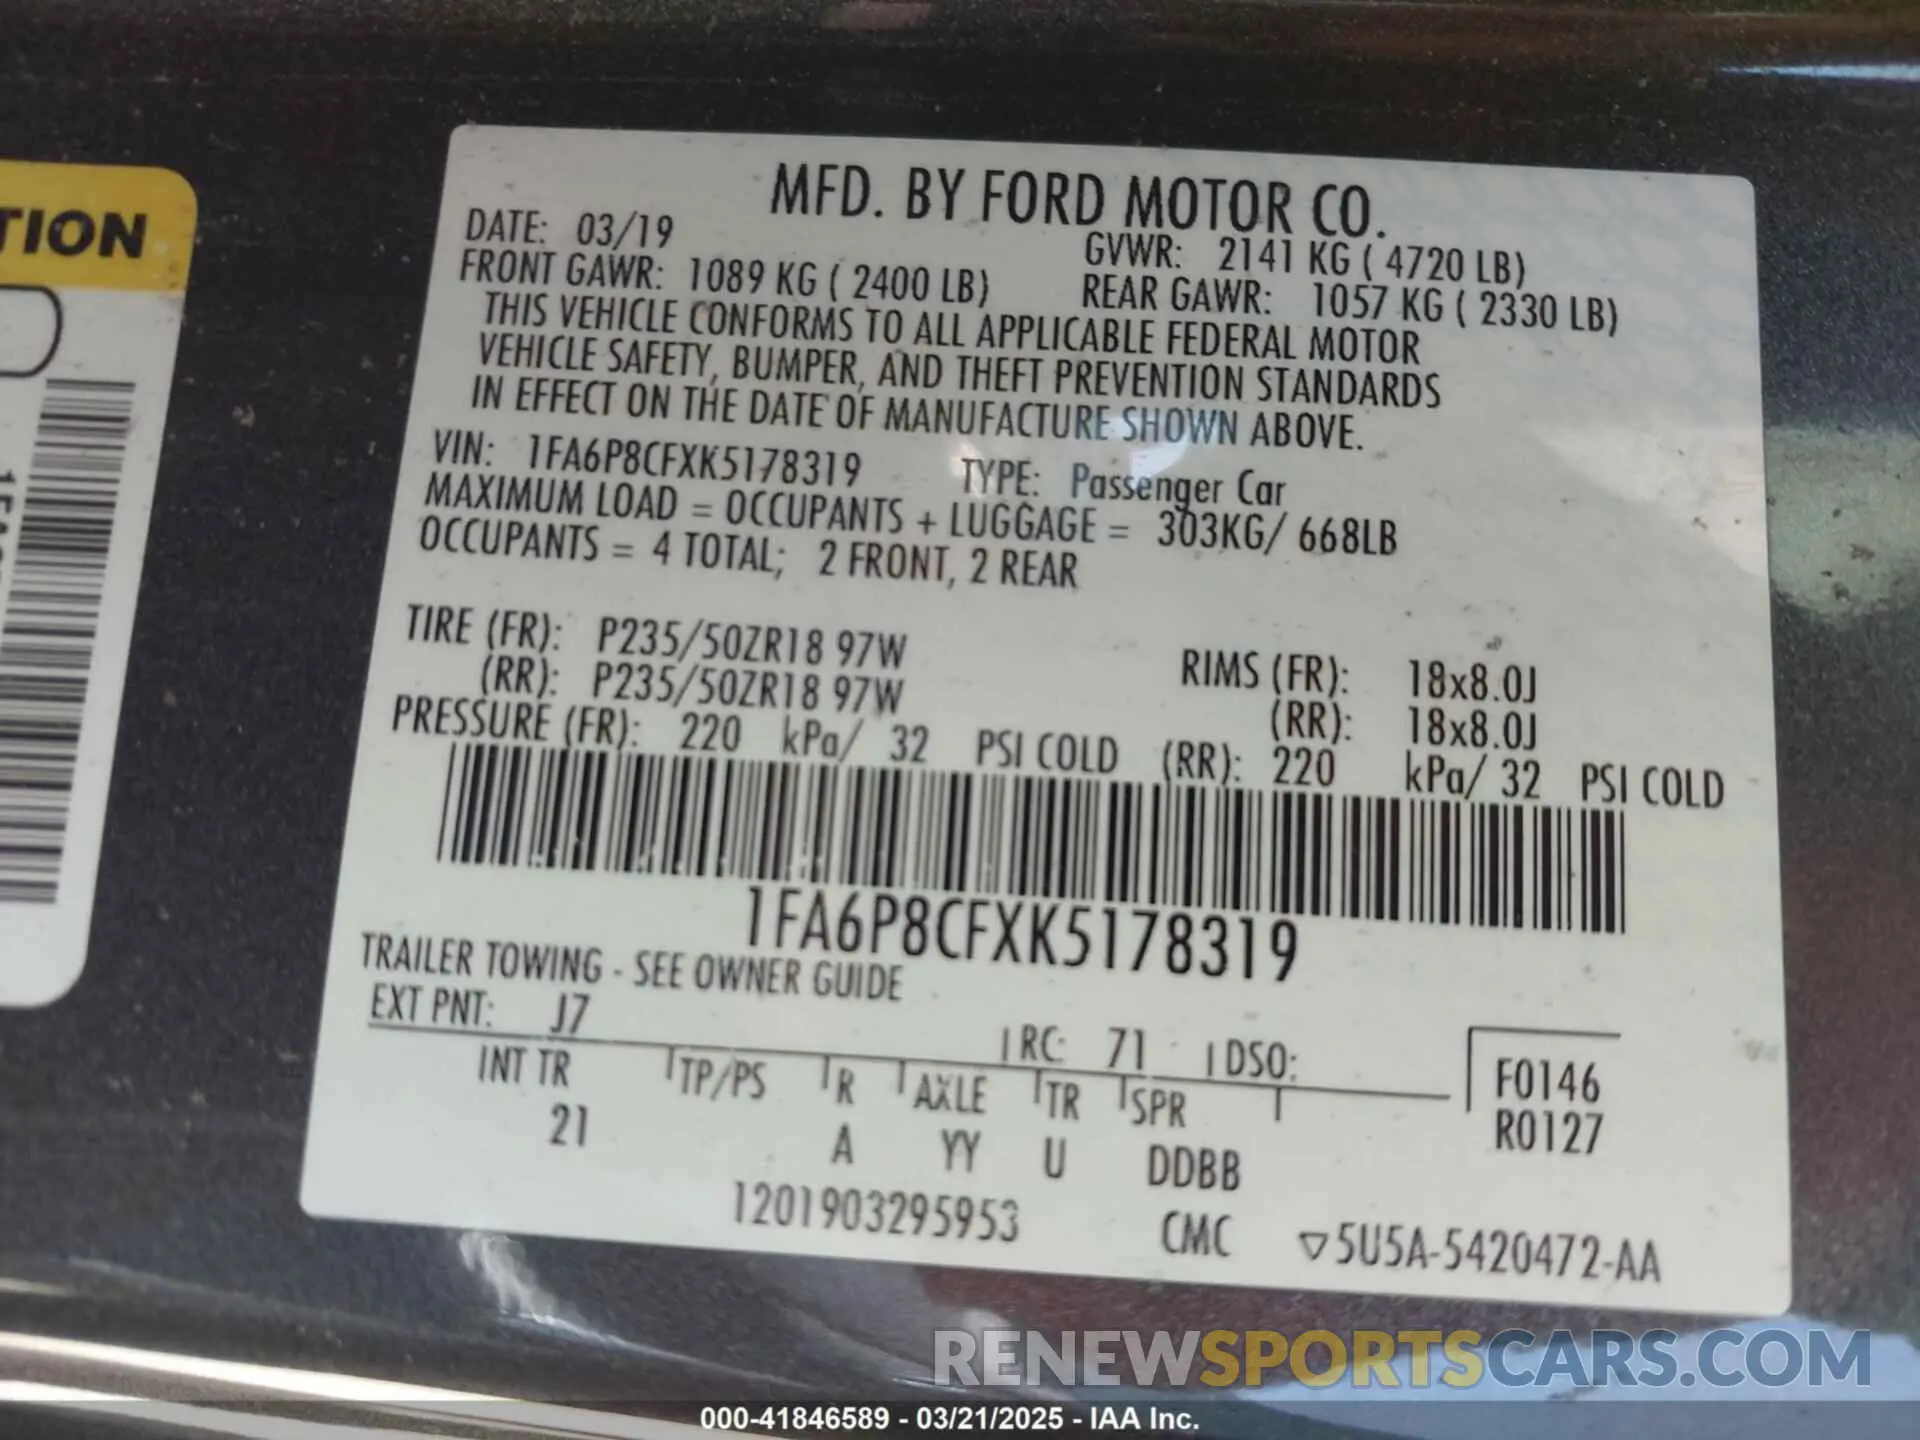 TION
MFD. BY FORD MOTOR CO.
DATE: 03/19 GVWR: 2141 KG ( 4720 LB)
FRONT GAWR: 1089 KG ( 2400 LB) REAR GAWR: 1057 KG ( 2330 LB)
THIS VEHICLE CONFORMS TO ALL APPLICABLE FEDERAL MOTOR
VEHICLE SAFETY, BUMPER, AND THEFT PREVENTION STANDARDS
IN EFFECT ON THE DATE OF MANUFACTURE SHOWN ABOVE.
VIN: 1FA6P8CFXK5178319 TYPE: Passenger Car
MAXIMUM LOAD = OCCUPANTS + LUGGAGE = 303KG/ 668LB
OCCUPANTS = 4 TOTAL; 2 FRONT, 2 REAR
TIRE (FR): P235/50ZR18 97W RIMS (FR): 18x8.0J
(RR): P235/50ZR18 97W (RR): 18x8.0J
PRESSURE (FR): 220 kPa/ 32 PSI COLD (RR): 220 kPa/ 32 PSI COLD
1FA6P8CFXK5178319
TRAILER TOWING - SEE OWNER GUIDE
EXT PNT: J7 RC: 71 DSO: F0146
INT TR TP/PS R AXLE TR SPR R0127
21 A YY U DDBB
1201903295953 CMC ▽5U5A-5420472-AA
RENEWSPORTSCARS.COM
000-41846589 - 03/21/2025 - IAA Inc.